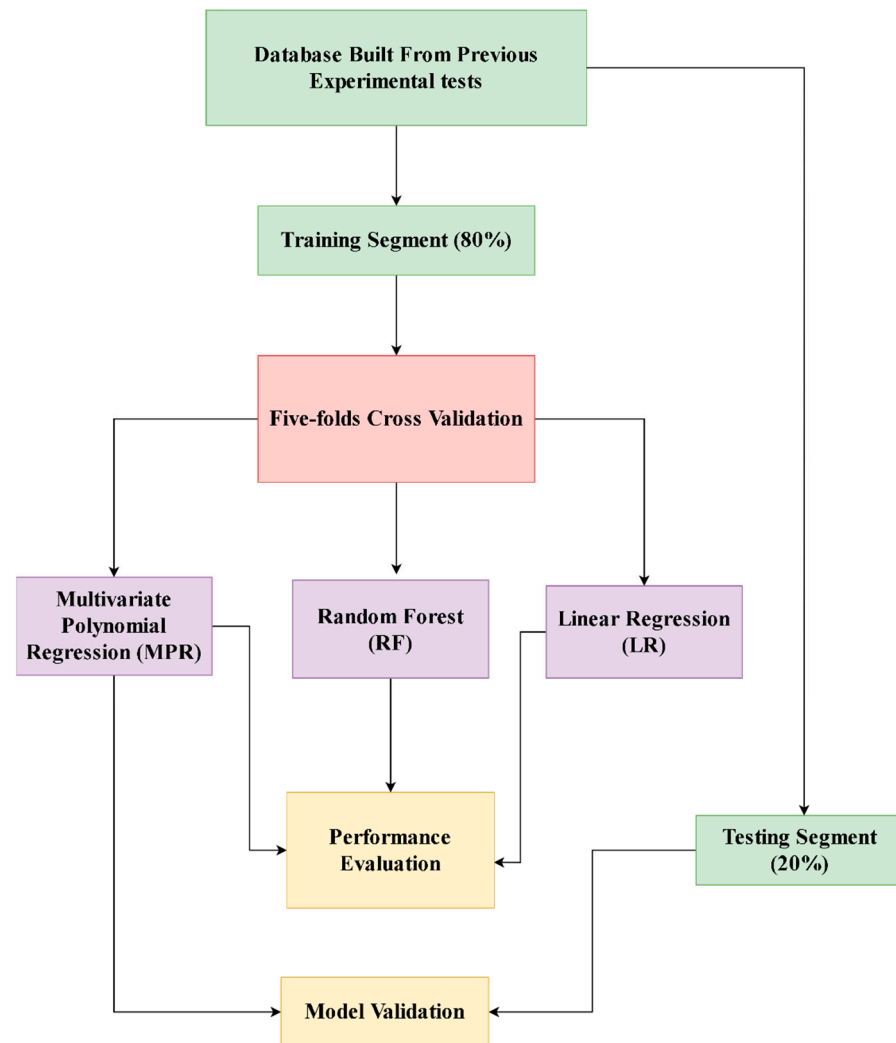 Database Built From Previous
Experimental tests
Training Segment (80%)
Five-folds Cross Validation
Multivariate
Polynomial
Regression (MPR)
Random Forest
(RF)
Linear Regression
(LR)
Performance
Evaluation
Testing Segment
(20%)
Model Validation